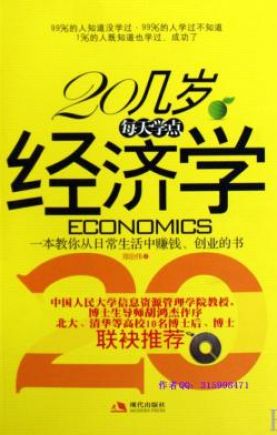 99%的人知道没学过·99%的人学过不知道
1%的人既知道也学过，成功了
20几岁
每天学点
经济学
ECONOMICS
一本教你从日常生活中赚钱、创业的书
20
中国人民大学信息资源管理学院教授、
博士生导师胡鸿杰作序
北大、清华等高校10名博士后、博士
联袂推荐
作者QQ：315998471
现代出版社